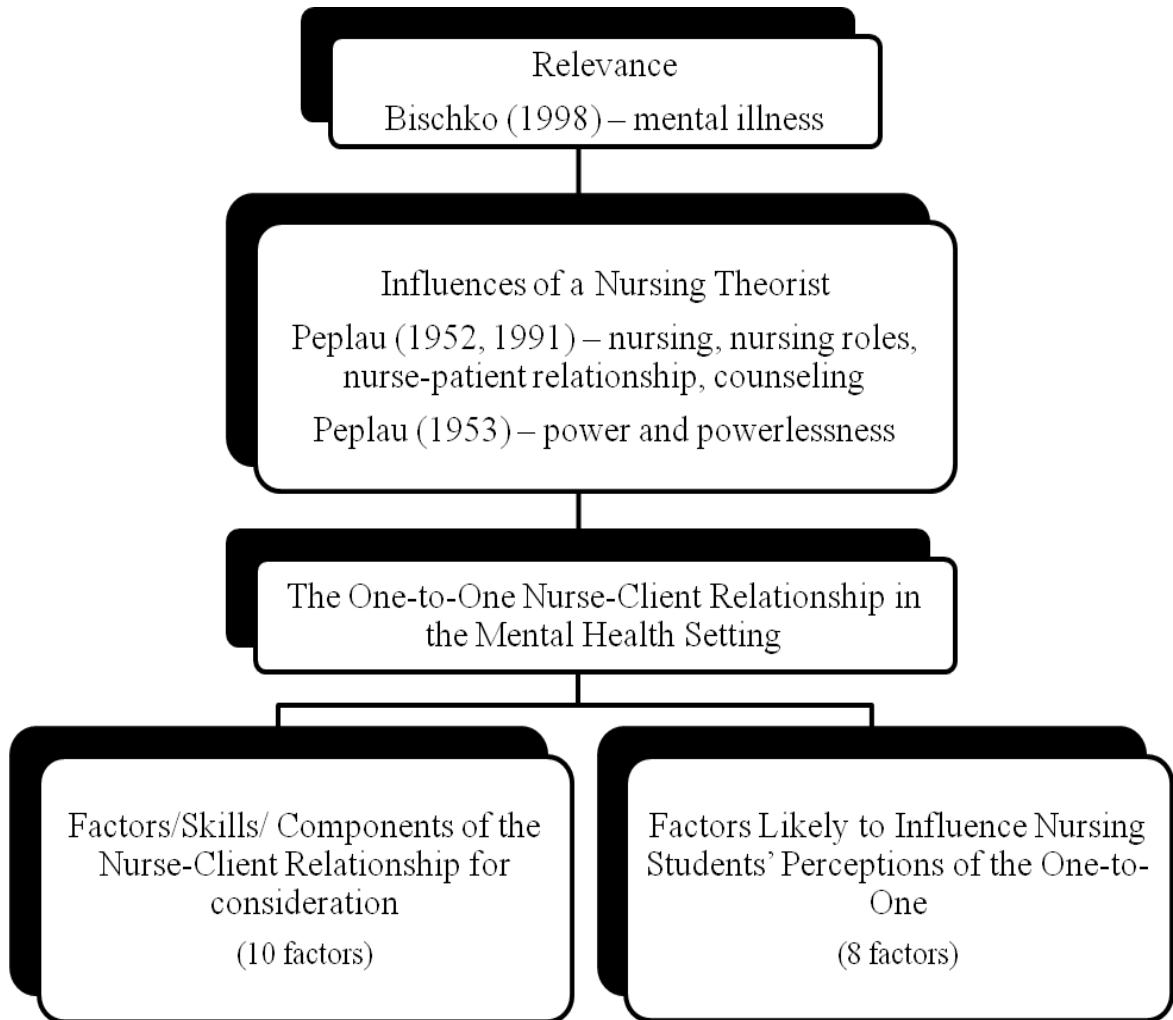 Relevance
Bischko (1998) – mental illness
Influences of a Nursing Theorist
Peplau (1952, 1991) – nursing, nursing roles,
nurse-patient relationship, counseling
Peplau (1953) – power and powerlessness
The One-to-One Nurse-Client Relationship in
the Mental Health Setting
Factors/Skills/ Components of the
Nurse-Client Relationship for
consideration
(10 factors)
Factors Likely to Influence Nursing
Students’ Perceptions of the One-to-
One
(8 factors)